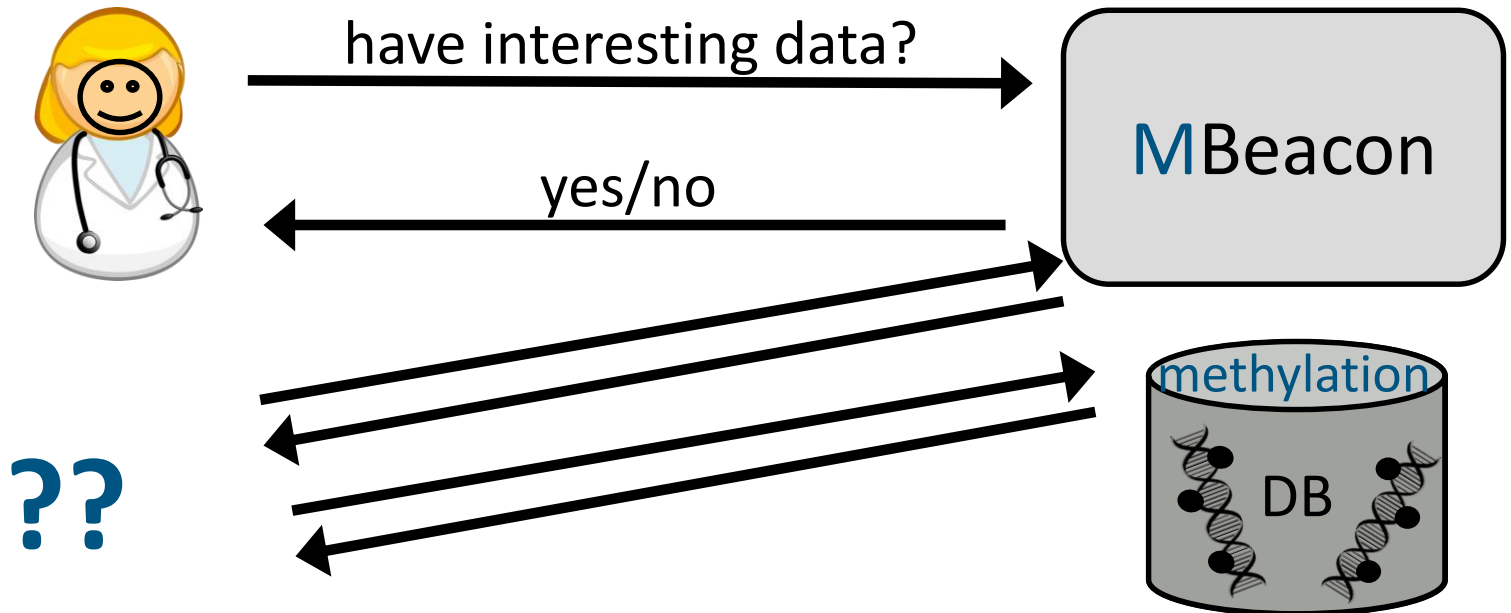 have interesting data?
MBeacon
yes/no
methylation
??
DB